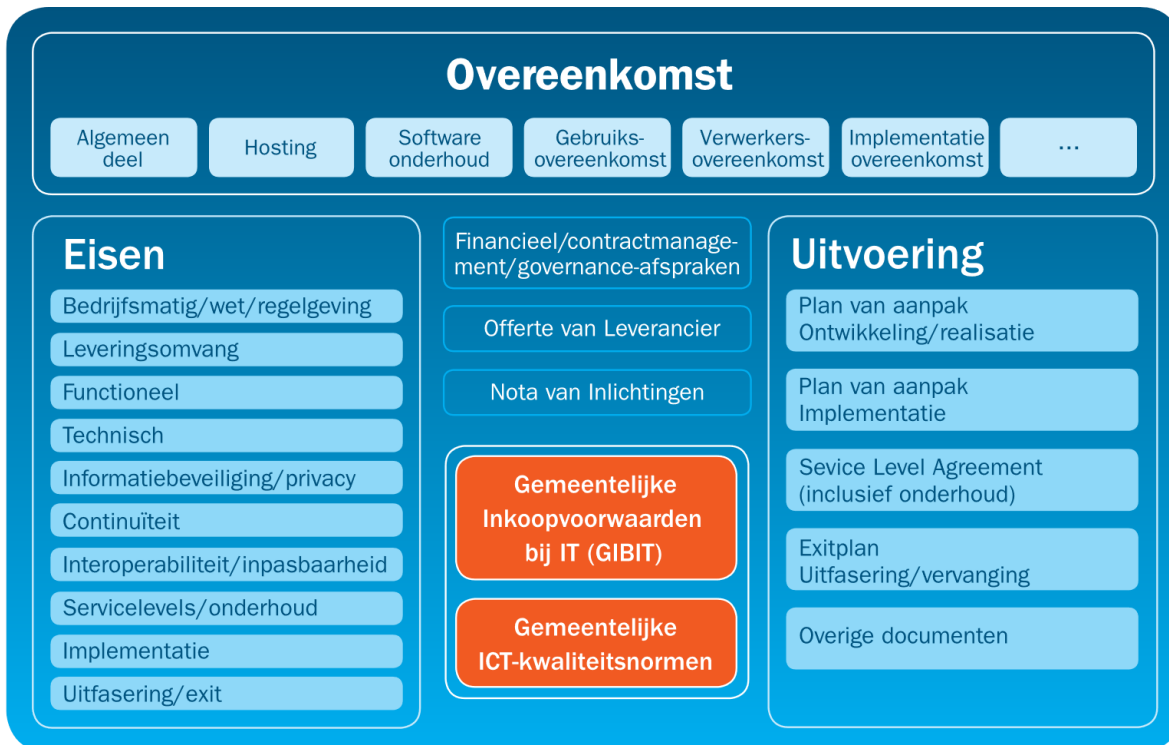 Overeenkomst
Algemeen
deel
Hosting
Software
onderhoud
Gebruiks-
overeenkomst
Verwerkers-
overeenkomst
Implementatie
overeenkomst
...
Eisen
Bedrijfsmatig/wet/regelgeving
Leveringsomvang
Functioneel
Technisch
Informatiebeveiliging/privacy
Continuïteit
Interoperabiliteit/inpasbaarheid
Servicelevels/onderhoud
Implementatie
Uitfasering/exit
Financieel/contractmanage-
ment/governance-afspraken
Offerte van Leverancier
Nota van Inlichtingen
Gemeentelijke
Inkoopvoorwaarden
bij IT (GIBIT)
Gemeentelijke
ICT-kwaliteitsnormen
Uitvoering
Plan van aanpak
Ontwikkeling/realisatie
Plan van aanpak
Implementatie
Sevice Level Agreement
(inclusief onderhoud)
Exitplan
Uitfasering/vervanging
Overige documenten